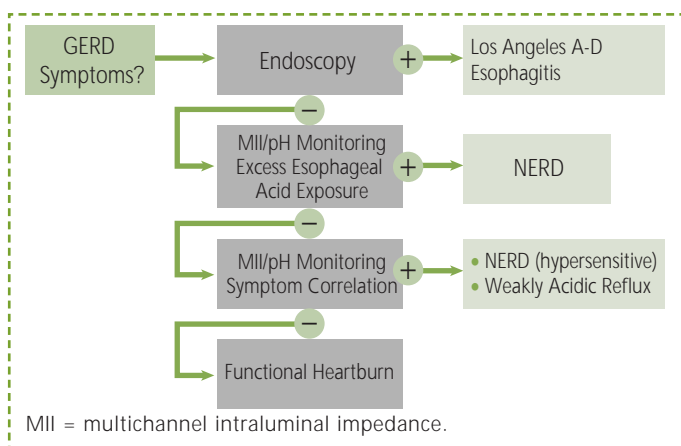 GERD
Symptoms?
Endoscopy
+
Los Angeles A-D
Esophagitis
−
MII/pH Monitoring
Excess Esophageal
Acid Exposure
+
NERD
−
MII/pH Monitoring
Symptom Correlation
+
• NERD (hypersensitive)
• Weakly Acidic Reflux
−
Functional Heartburn
MII = multichannel intraluminal impedance.